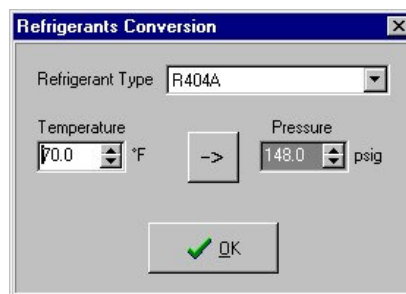 Refrigerants Conversion
Refrigerant Type R404A
Temperature Pressure
70.0 °F -> 148.0 psig
OK